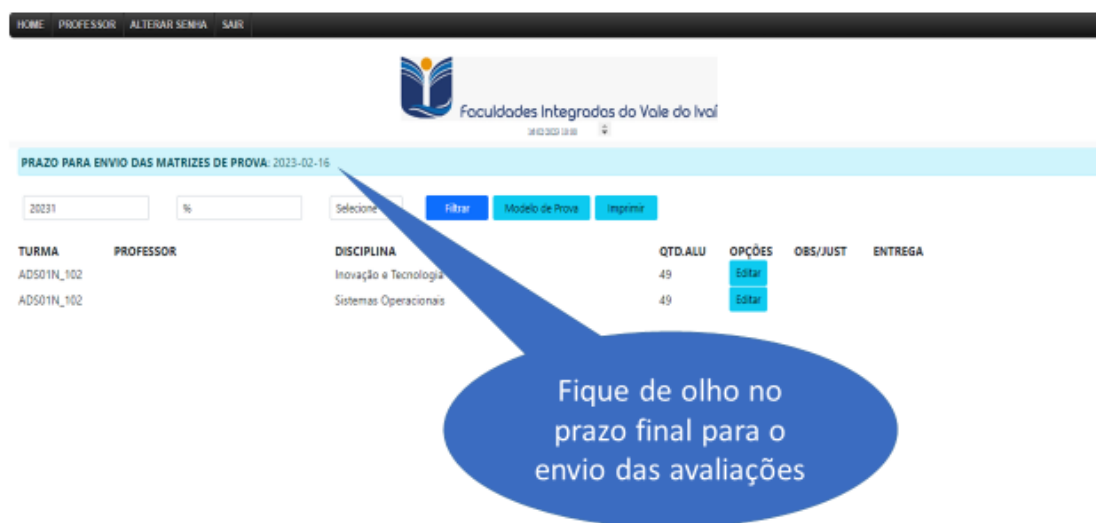 HOME PROFESSOR ALTERAR SENHA SAIR
Faculdades Integradas do Vale do Ivaí
PRAZO PARA ENVIO DAS MATRIZES DE PROVA: 2023-02-16
20231 % Selecione Filtrar Modelo de Prova Imprimir
TURMA PROFESSOR DISCIPLINA QTD.ALU OPÇÕES OBS/JUST ENTREGA
ADS01N_102 Inovação e Tecnologia 49 Editar
ADS01N_102 Sistemas Operacionais 49 Editar
Fique de olho no
prazo final para o
envio das avaliações